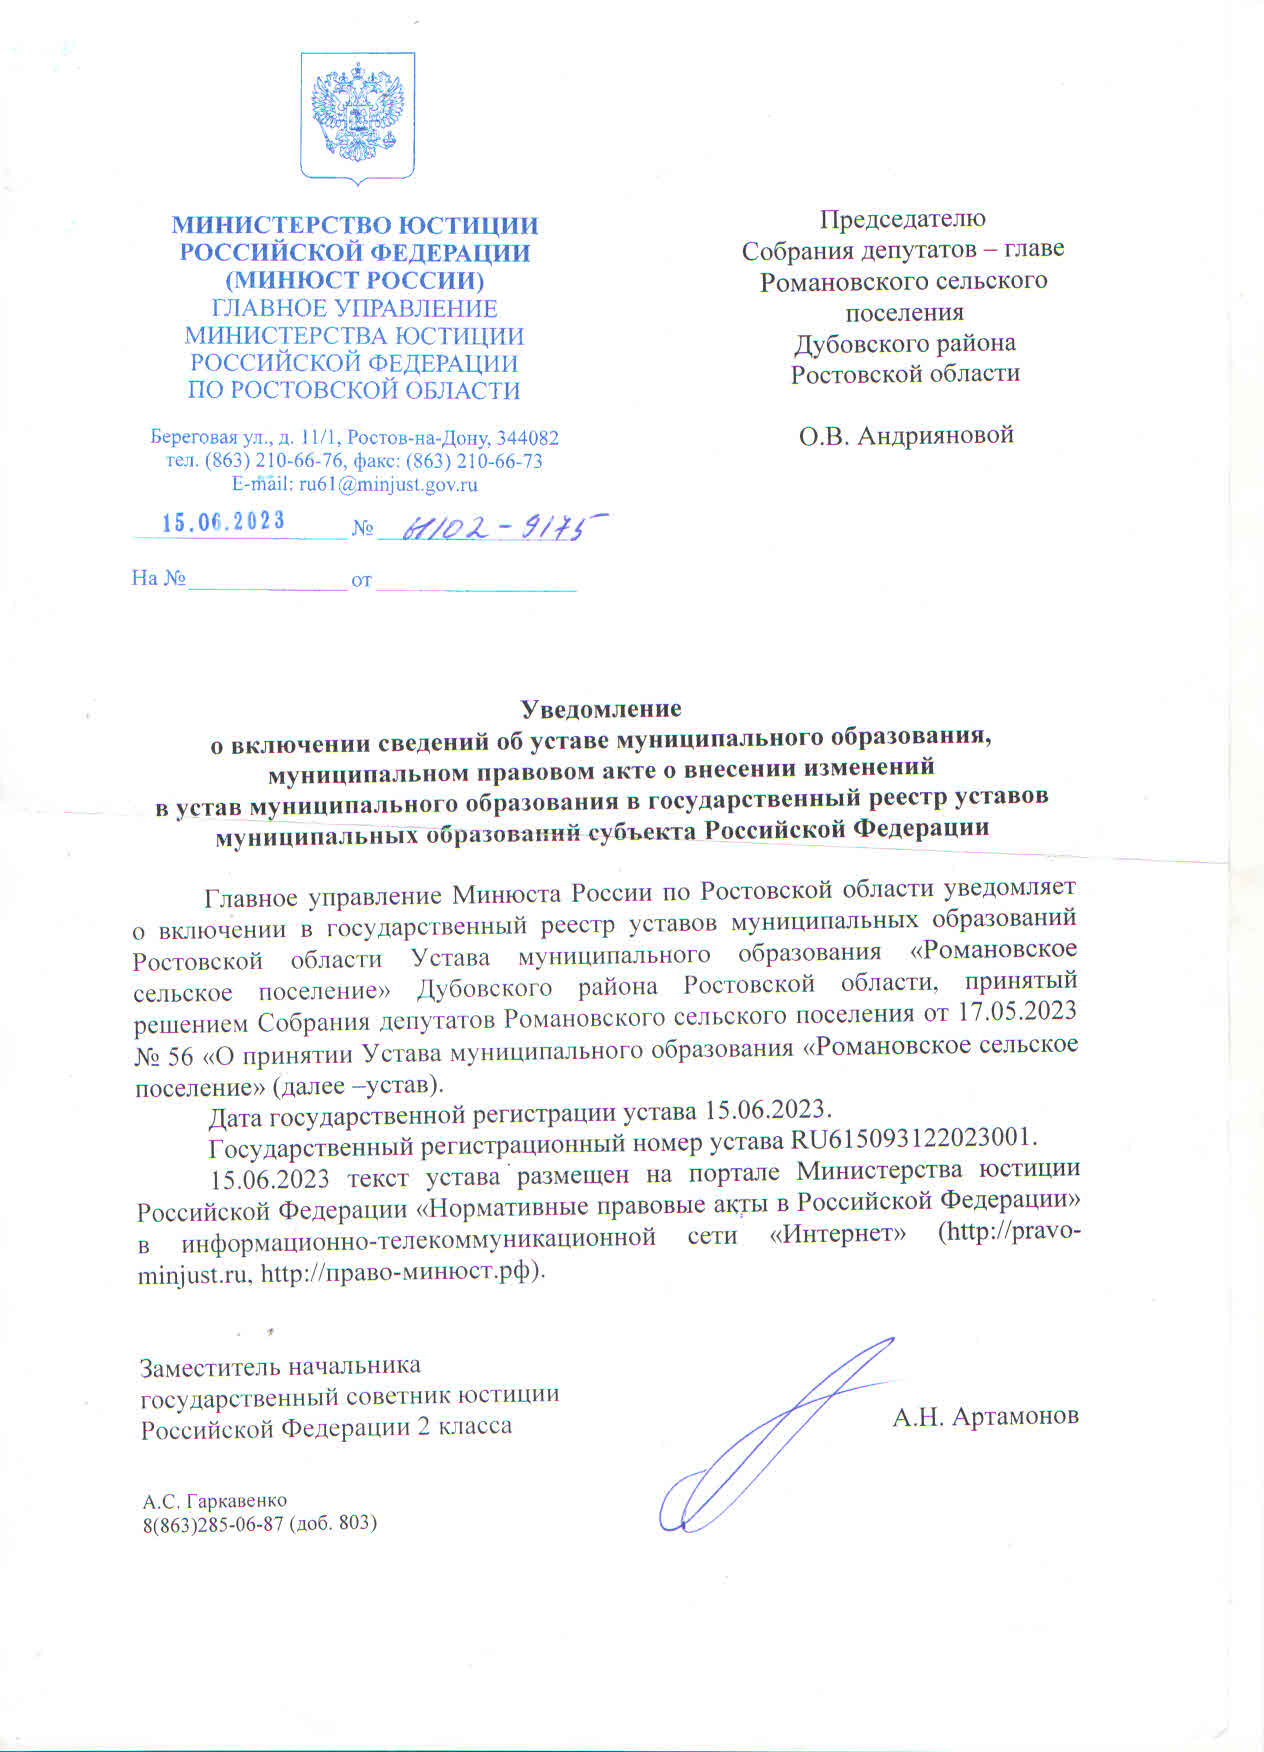 МИНИСТЕРСТВО ЮСТИЦИИ
РОССИЙСКОЙ ФЕДЕРАЦИИ
(МИНЮСТ РОССИИ)
ГЛАВНОЕ УПРАВЛЕНИЕ
МИНИСТЕРСТВА ЮСТИЦИИ
РОССИЙСКОЙ ФЕДЕРАЦИИ
ПО РОСТОВСКОЙ ОБЛАСТИ
Береговая ул., д. 11/1, Ростов-на-Дону, 344082
тел. (863) 210-66-76, факс: (863) 210-66-73
E-mail: ru61@minjust.gov.ru
15.06.2023 № 61/02-9175
На № от
Председателю
Собрания депутатов – главе
Романовского сельского
поселения
Дубовского района
Ростовской области
О.В. Андрияновой
Уведомление
о включении сведений об уставе муниципального образования,
муниципальном правовом акте о внесении изменений
в устав муниципального образования в государственный реестр уставов
муниципальных образований субъекта Российской Федерации
Главное управление Минюста России по Ростовской области уведомляет
о включении в государственный реестр уставов муниципальных образований
Ростовской области Устава муниципального образования «Романовское
сельское поселение» Дубовского района Ростовской области, принятый
решением Собрания депутатов Романовского сельского поселения от 17.05.2023
№ 56 «О принятии Устава муниципального образования «Романовское сельское
поселение» (далее –устав).
Дата государственной регистрации устава 15.06.2023.
Государственный регистрационный номер устава RU615093122023001.
15.06.2023 текст устава размещен на портале Министерства юстиции
Российской Федерации «Нормативные правовые акты в Российской Федерации»
в информационно-телекоммуникационной сети «Интернет» (http://pravo-
minjust.ru, http://право-минюст.рф).
Заместитель начальника
государственный советник юстиции
Российской Федерации 2 класса
А.Н. Артамонов
А.С. Гаркавенко
8(863)285-06-87 (доб. 803)